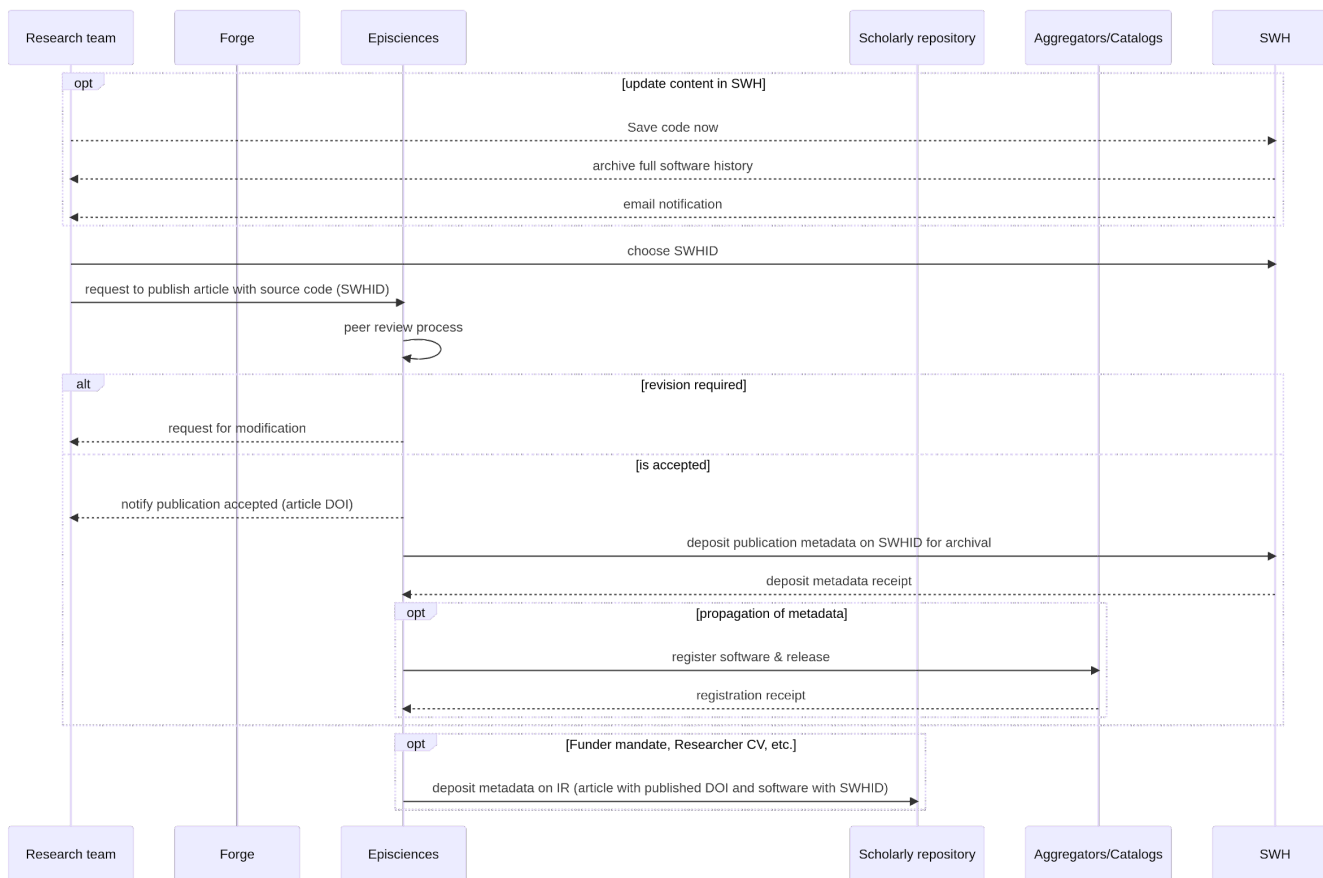 Research team
Forge
Episciences
Scholarly repository
Aggregators/Catalogs
SWH
opt
[update content in SWH]
Save code now
archive full software history
email notification
choose SWHID
request to publish article with source code (SWHID)
peer review process
alt
[revision required]
request for modification
[is accepted]
notify publication accepted (article DOI)
deposit publication metadata on SWHID for archival
deposit metadata receipt
opt
[propagation of metadata]
register software & release
registration receipt
opt
[Funder mandate, Researcher CV, etc.]
deposit metadata on IR (article with published DOI and software with SWHID)
Research team
Forge
Episciences
Scholarly repository
Aggregators/Catalogs
SWH